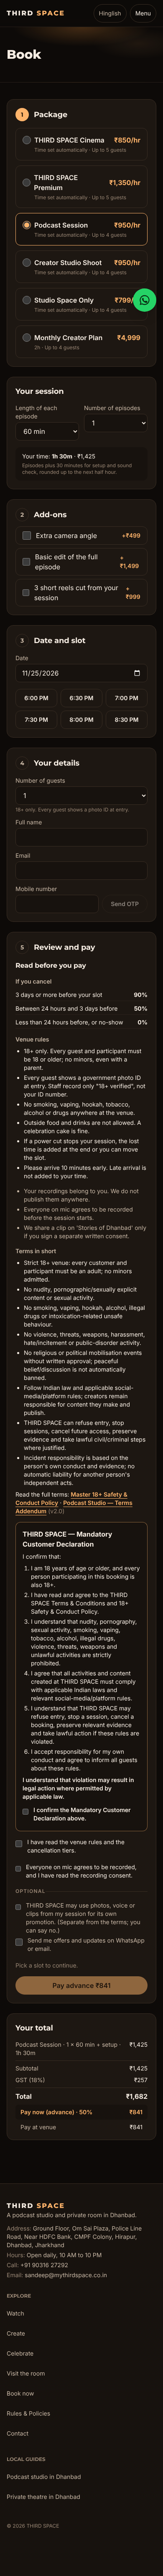 THIRD SPACE
Hinglish
Menu
Book
1 Package
THIRD SPACE Cinema ₹850/hr
Time set automatically · Up to 5 guests
THIRD SPACE
Premium
₹1,350/hr
Time set automatically · Up to 5 guests
Podcast Session ₹950/hr
Time set automatically · Up to 4 guests
Creator Studio Shoot ₹950/hr
Time set automatically · Up to 4 guests
Studio Space Only ₹799/
Time set automatically · Up to 4 guests
Monthly Creator Plan ₹4,999
2h · Up to 4 guests
Your session
Length of each
episode
Number of episodes
60 min
1
Your time: 1h 30m · ₹1,425
Episodes plus 30 minutes for setup and sound
check, rounded up to the next half hour.
2 Add-ons
Extra camera angle +₹499
Basic edit of the full
episode
+
₹1,499
3 short reels cut from your
session
+
₹999
3 Date and slot
Date
11/25/2026
6:00 PM 6:30 PM 7:00 PM
7:30 PM 8:00 PM 8:30 PM
4 Your details
Number of guests
1
18+ only. Every guest shows a photo ID at entry.
Full name
Email
Mobile number
Send OTP
5 Review and pay
Read before you pay
If you cancel
3 days or more before your slot 90%
Between 24 hours and 3 days before 50%
Less than 24 hours before, or no-show 0%
Venue rules
• 18+ only. Every guest and participant must
be 18 or older; no minors, even with a
parent.
• Every guest shows a government photo ID
at entry. Staff record only "18+ verified", not
your ID number.
• No smoking, vaping, hookah, tobacco,
alcohol or drugs anywhere at the venue.
• Outside food and drinks are not allowed. A
celebration cake is fine.
• If a power cut stops your session, the lost
time is added at the end or you can move
the slot.
• Please arrive 10 minutes early. Late arrival is
not added to your time.
• Your recordings belong to you. We do not
publish them anywhere.
• Everyone on mic agrees to be recorded
before the session starts.
• We share a clip on 'Stories of Dhanbad' only
if you sign a separate written consent.
Terms in short
• Strict 18+ venue: every customer and
participant must be an adult; no minors
admitted.
• No nudity, pornographic/sexually explicit
content or sexual activity.
• No smoking, vaping, hookah, alcohol, illegal
drugs or intoxication-related unsafe
behaviour.
• No violence, threats, weapons, harassment,
hate/incitement or public-disorder activity.
• No religious or political mobilisation events
without written approval; peaceful
belief/discussion is not automatically
banned.
• Follow Indian law and applicable social-
media/platform rules; creators remain
responsible for content they make and
publish.
• THIRD SPACE can refuse entry, stop
sessions, cancel future access, preserve
evidence and take lawful civil/criminal steps
where justified.
• Incident responsibility is based on the
person's own conduct and evidence; no
automatic liability for another person's
independent acts.
Read the full terms: Master 18+ Safety &
Conduct Policy · Podcast Studio — Terms
Addendum (v2.0)
THIRD SPACE — Mandatory
Customer Declaration
I confirm that:
1. I am 18 years of age or older, and every
person participating in this booking is
also 18+.
2. I have read and agree to the THIRD
SPACE Terms & Conditions and 18+
Safety & Conduct Policy.
3. I understand that nudity, pornography,
sexual activity, smoking, vaping,
tobacco, alcohol, illegal drugs,
violence, threats, weapons and
unlawful activities are strictly
prohibited.
4. I agree that all activities and content
created at THIRD SPACE must comply
with applicable Indian laws and
relevant social-media/platform rules.
5. I understand that THIRD SPACE may
refuse entry, stop a session, cancel a
booking, preserve relevant evidence
and take lawful action if these rules are
violated.
6. I accept responsibility for my own
conduct and agree to inform all guests
about these rules.
I understand that violation may result in
legal action where permitted by
applicable law.
I confirm the Mandatory Customer
Declaration above.
I have read the venue rules and the
cancellation tiers.
Everyone on mic agrees to be recorded,
and I have read the recording consent.
OPTIONAL
THIRD SPACE may use photos, voice or
clips from my session for its own
promotion. (Separate from the terms; you
can say no.)
Send me offers and updates on WhatsApp
or email.
Pick a slot to continue.
Pay advance ₹841
Your total
Podcast Session · 1 × 60 min + setup ·
1h 30m
₹1,425
Subtotal ₹1,425
GST (18%) ₹257
Total ₹1,682
Pay now (advance) · 50% ₹841
Pay at venue ₹841
THIRD SPACE
A podcast studio and private room in Dhanbad.
Address: Ground Floor, Om Sai Plaza, Police Line
Road, Near HDFC Bank, CMPF Colony, Hirapur,
Dhanbad, Jharkhand
Hours: Open daily, 10 AM to 10 PM
Call: +91 90316 27292
Email: sandeep@mythirdspace.co.in
EXPLORE
Watch
Create
Celebrate
Visit the room
Book now
Rules & Policies
Contact
LOCAL GUIDES
Podcast studio in Dhanbad
Private theatre in Dhanbad
© 2026 THIRD SPACE